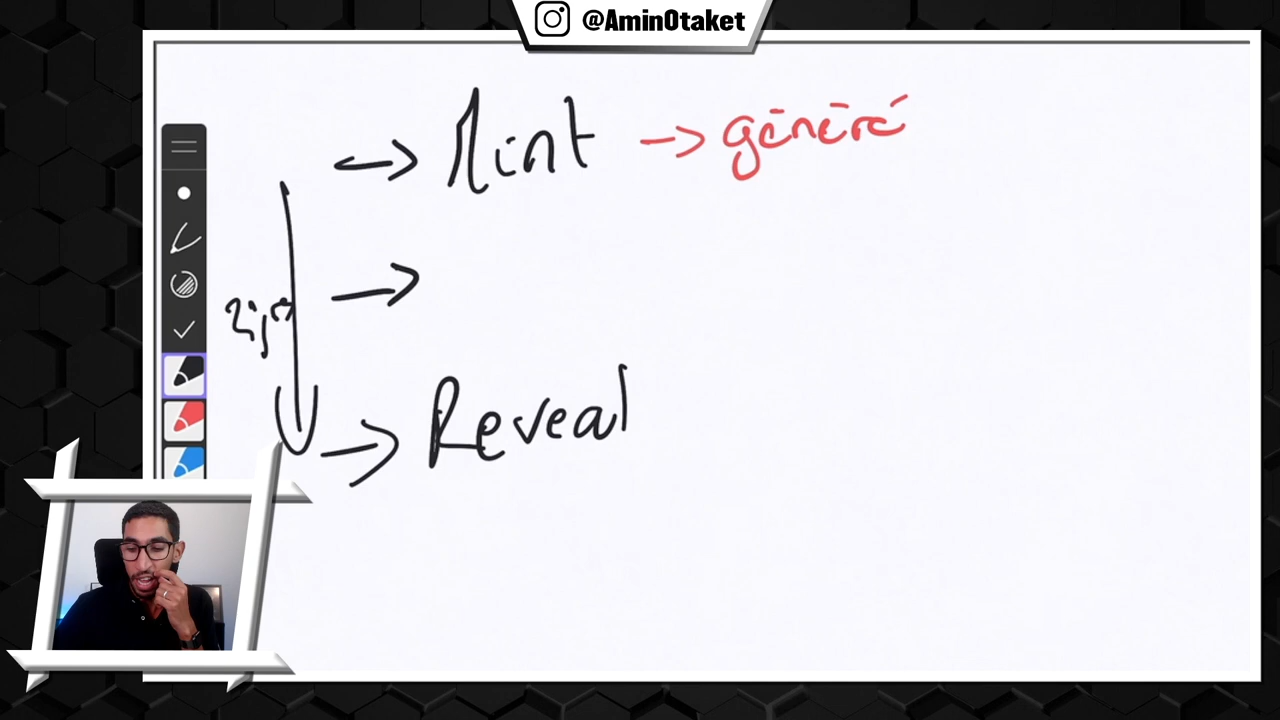 @AminOtaket
→ Mint → généré
→
→ Reveal